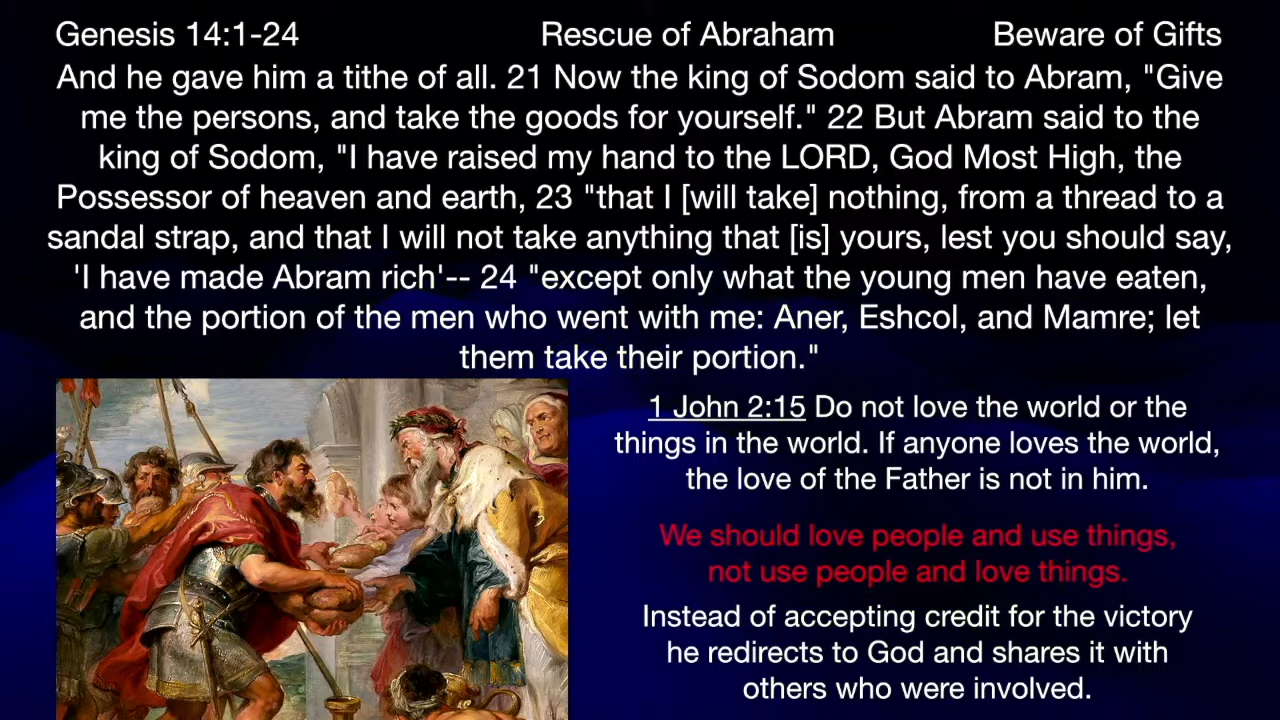 Genesis 14:1-24 Rescue of Abraham Beware of Gifts
And he gave him a tithe of all. 21 Now the king of Sodom said to Abram, "Give
me the persons, and take the goods for yourself." 22 But Abram said to the
king of Sodom, "I have raised my hand to the LORD, God Most High, the
Possessor of heaven and earth, 23 "that I [will take] nothing, from a thread to a
sandal strap, and that I will not take anything that [is] yours, lest you should say,
'I have made Abram rich'-- 24 "except only what the young men have eaten,
and the portion of the men who went with me: Aner, Eshcol, and Mamre; let
them take their portion."
1 John 2:15 Do not love the world or the
things in the world. If anyone loves the world,
the love of the Father is not in him.
We should love people and use things,
not use people and love things.
Instead of accepting credit for the victory
he redirects to God and shares it with
others who were involved.